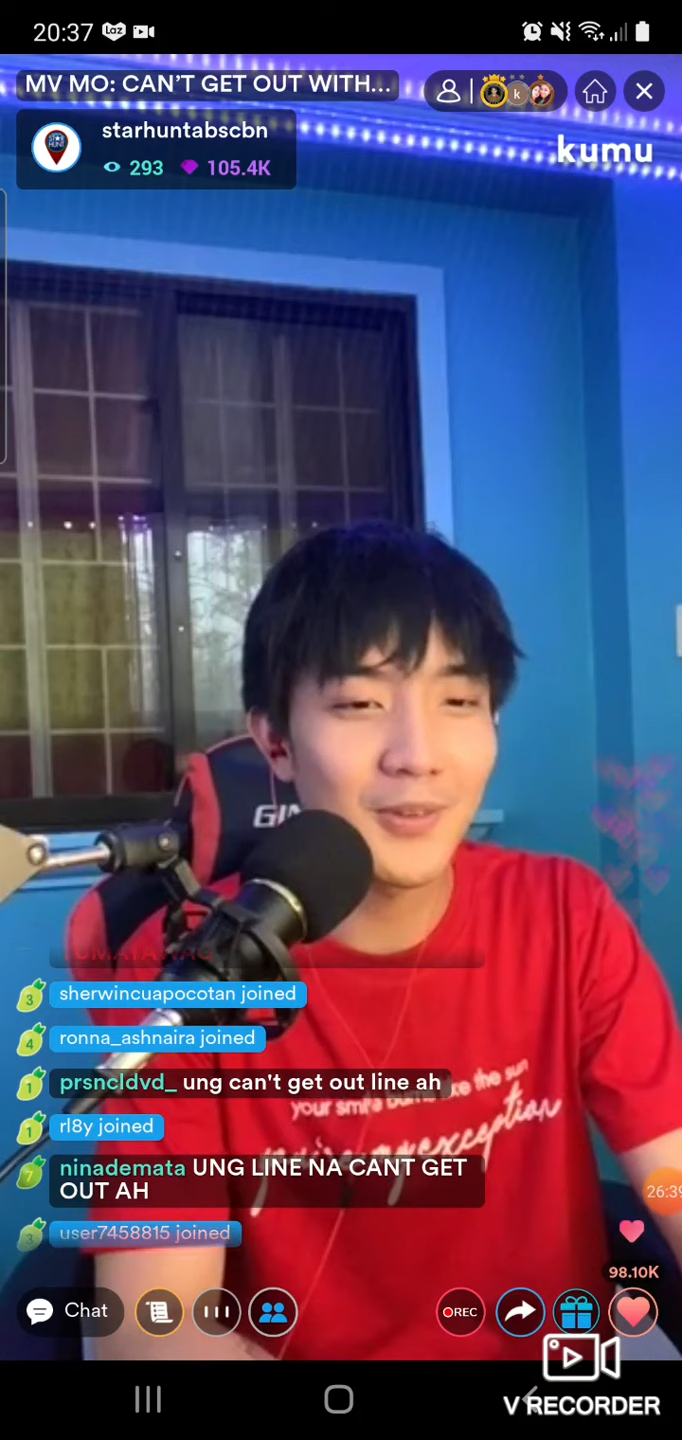 20:37
MV MO: CAN'T GET OUT WITH...
starhuntabscbn
293 105.4K
kumu
sherwincuapocotan joined
ronna_ashnaira joined
prsncldvd_ ung can't get out line ah
rl8y joined
ninademata UNG LINE NA CANT GET
OUT AH
user7458815 joined
26:39
98.10K
Chat
REC
V RECORDER